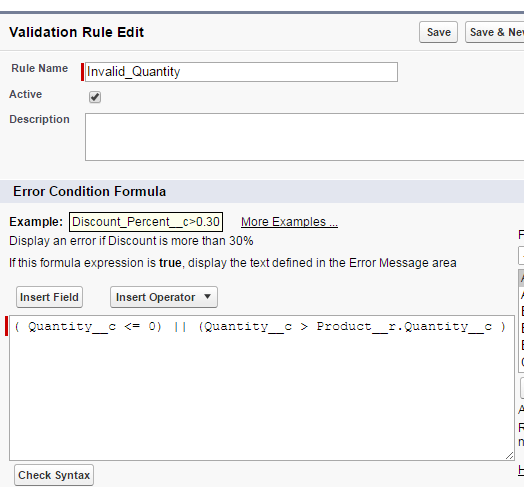 Validation Rule Edit
Save
Save & Ne
Rule Name
Invalid_Quantity
Active
Description
Error Condition Formula
Example: Discount_Percent__c>0.30 More Examples ...
Display an error if Discount is more than 30%
If this formula expression is true, display the text defined in the Error Message area
Insert Field
Insert Operator
( Quantity__c <= 0) || (Quantity__c > Product__r.Quantity__c )
Check Syntax